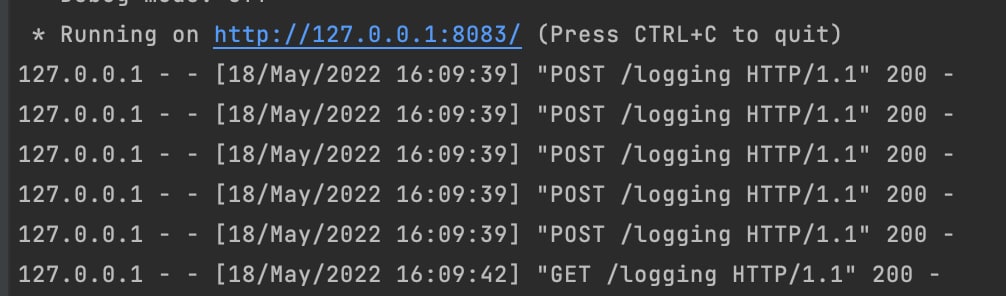 * Running on http://127.0.0.1:8083/ (Press CTRL+C to quit)
127.0.0.1 - - [18/May/2022 16:09:39] "POST /logging HTTP/1.1" 200 -
127.0.0.1 - - [18/May/2022 16:09:39] "POST /logging HTTP/1.1" 200 -
127.0.0.1 - - [18/May/2022 16:09:39] "POST /logging HTTP/1.1" 200 -
127.0.0.1 - - [18/May/2022 16:09:39] "POST /logging HTTP/1.1" 200 -
127.0.0.1 - - [18/May/2022 16:09:39] "POST /logging HTTP/1.1" 200 -
127.0.0.1 - - [18/May/2022 16:09:42] "GET /logging HTTP/1.1" 200 -